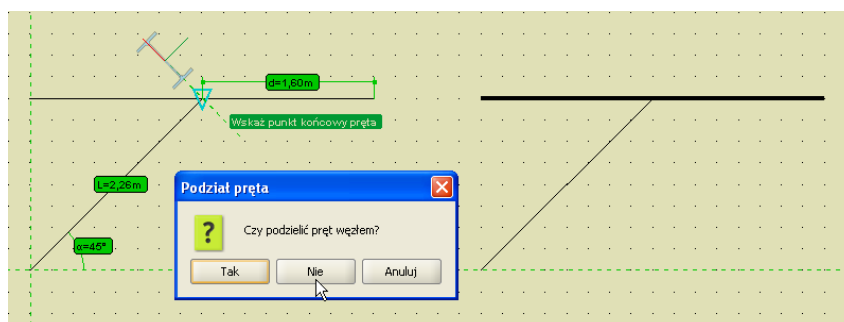 d=1,60m
Wskaż punkt końcowy pręta
L=2,26m
α=45°
Podział pręta
Czy podzielić pręt węzłem?
Tak
Nie
Anuluj